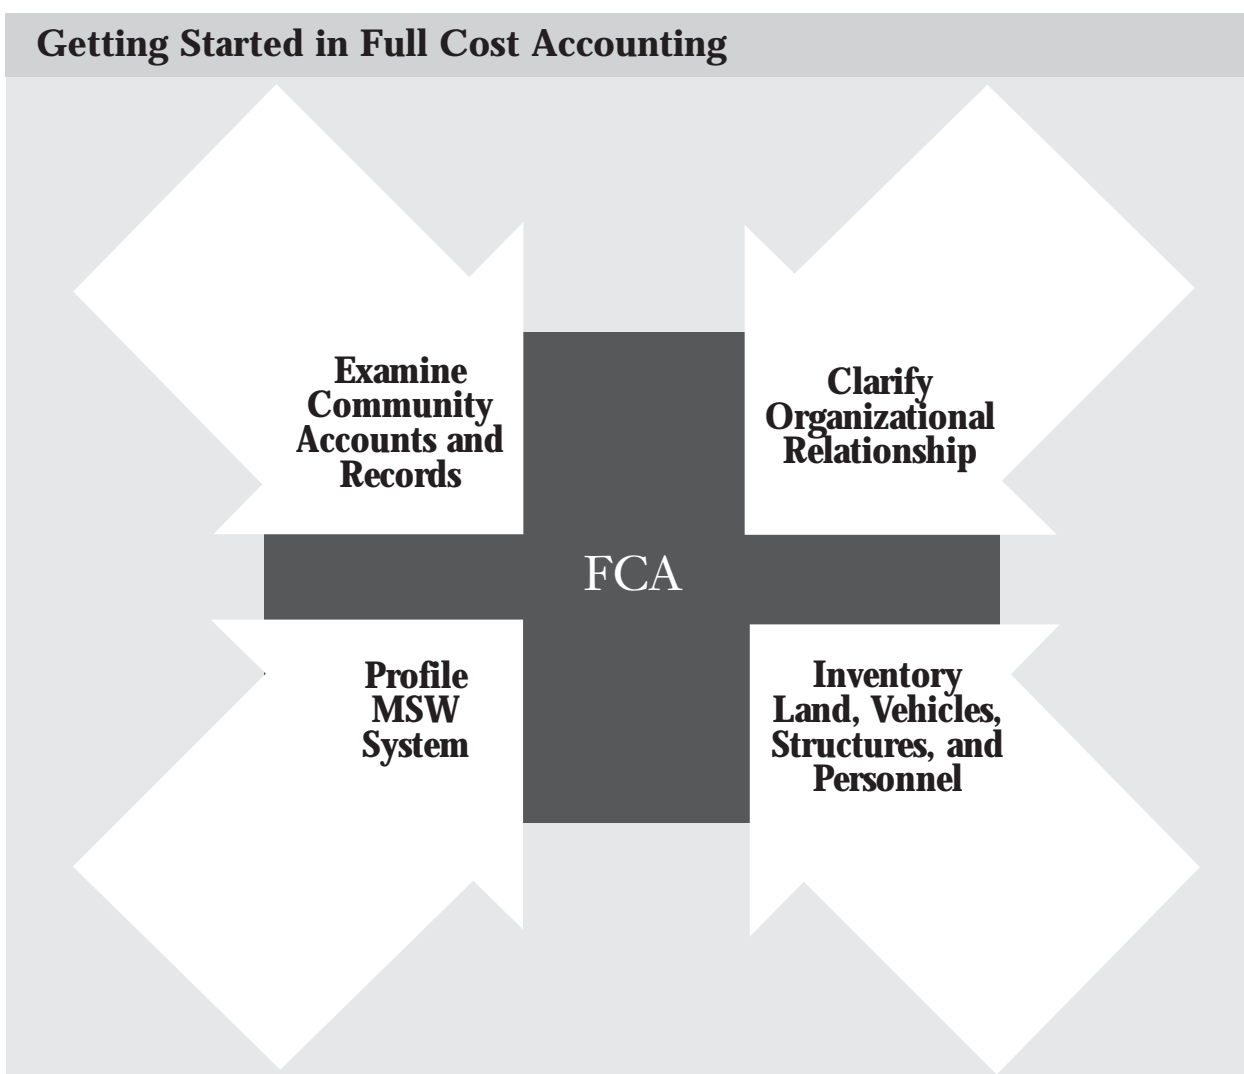 Getting Started in Full Cost Accounting
Examine
Community
Accounts and
Records
Clarify
Organizational
Relationship
FCA
Profile
MSW
System
Inventory
Land, Vehicles,
Structures, and
Personnel